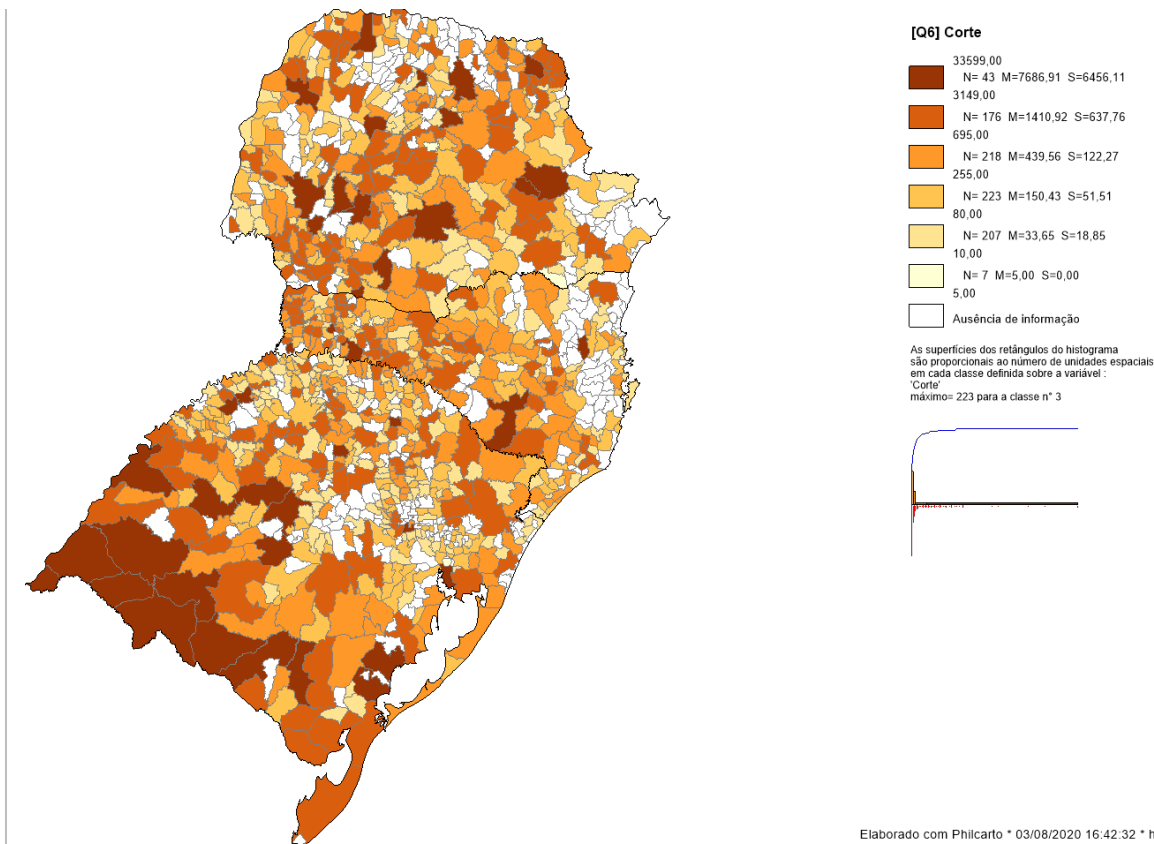 [Q6] Corte
33599,00
N= 43 M=7686,91 S=6456,11
3149,00
N= 176 M=1410,92 S=637,76
695,00
N= 218 M=439,56 S=122,27
255,00
N= 223 M=150,43 S=51,51
80,00
N= 207 M=33,65 S=18,85
10,00
N= 7 M=5,00 S=0,00
5,00
Ausência de informação
As superfícies dos retângulos do histograma
são proporcionais ao número de unidades espaciais
em cada classe definida sobre a variável :
'Corte'
máximo= 223 para a classe n° 3
Elaborado com Philcarto * 03/08/2020 16:42:32 * h